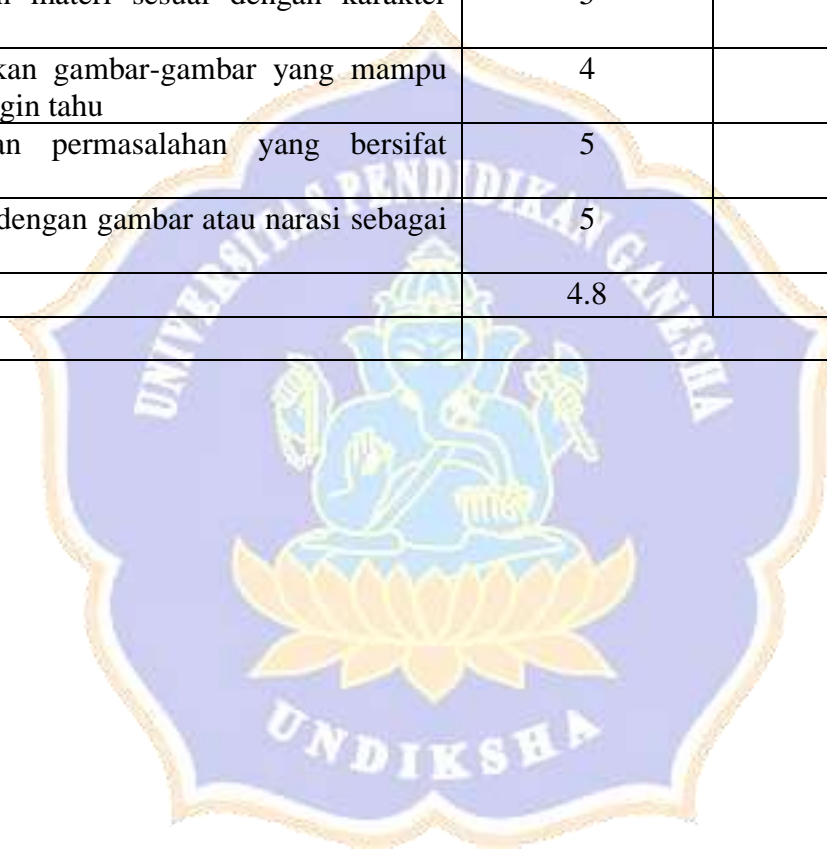 materi sesuai dengan karakter
kan gambar-gambar yang mampu
4
gin tahu
an permasalahan yang bersifat
5
dengan gambar atau narasi sebagai
5
4.8
UNIVERSITAS PENDIDIKAN GANESHA
UNDIKSHA